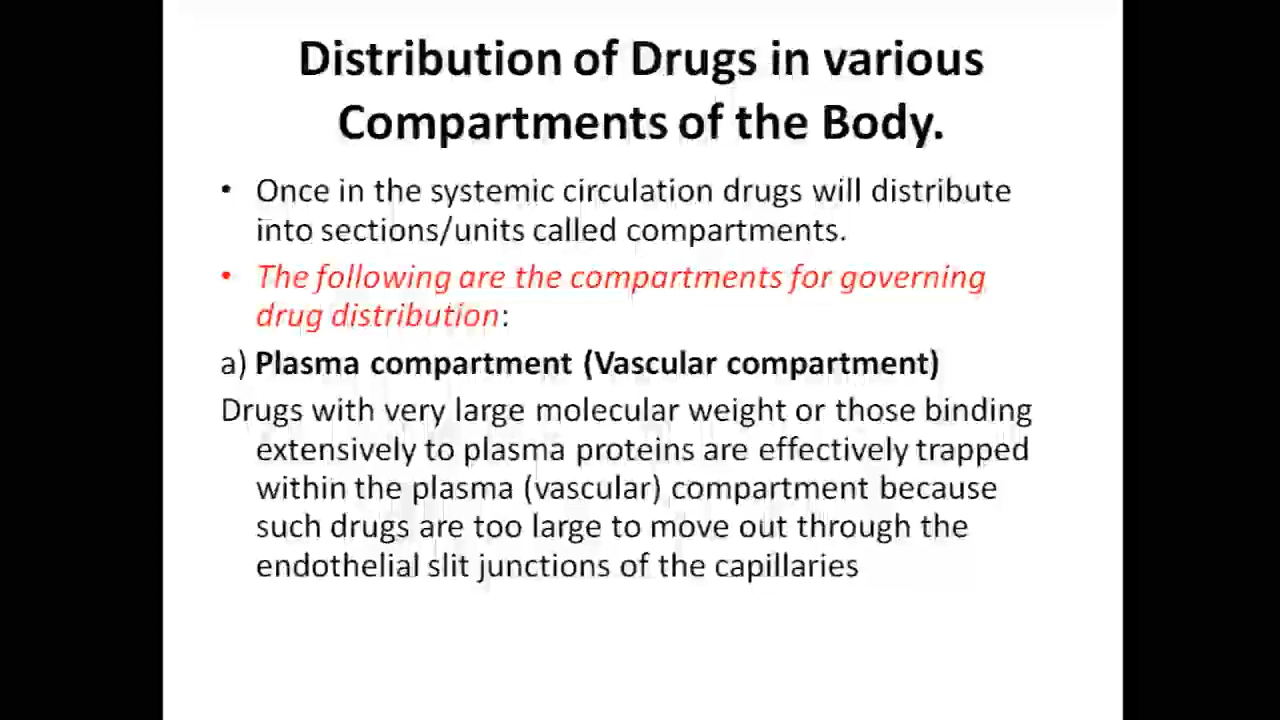 Distribution of Drugs in various
Compartments of the Body.
• Once in the systemic circulation drugs will distribute
into sections/units called compartments.
• The following are the compartments for governing
drug distribution:
a) Plasma compartment (Vascular compartment)
Drugs with very large molecular weight or those binding
extensively to plasma proteins are effectively trapped
within the plasma (vascular) compartment because
such drugs are too large to move out through the
endothelial slit junctions of the capillaries